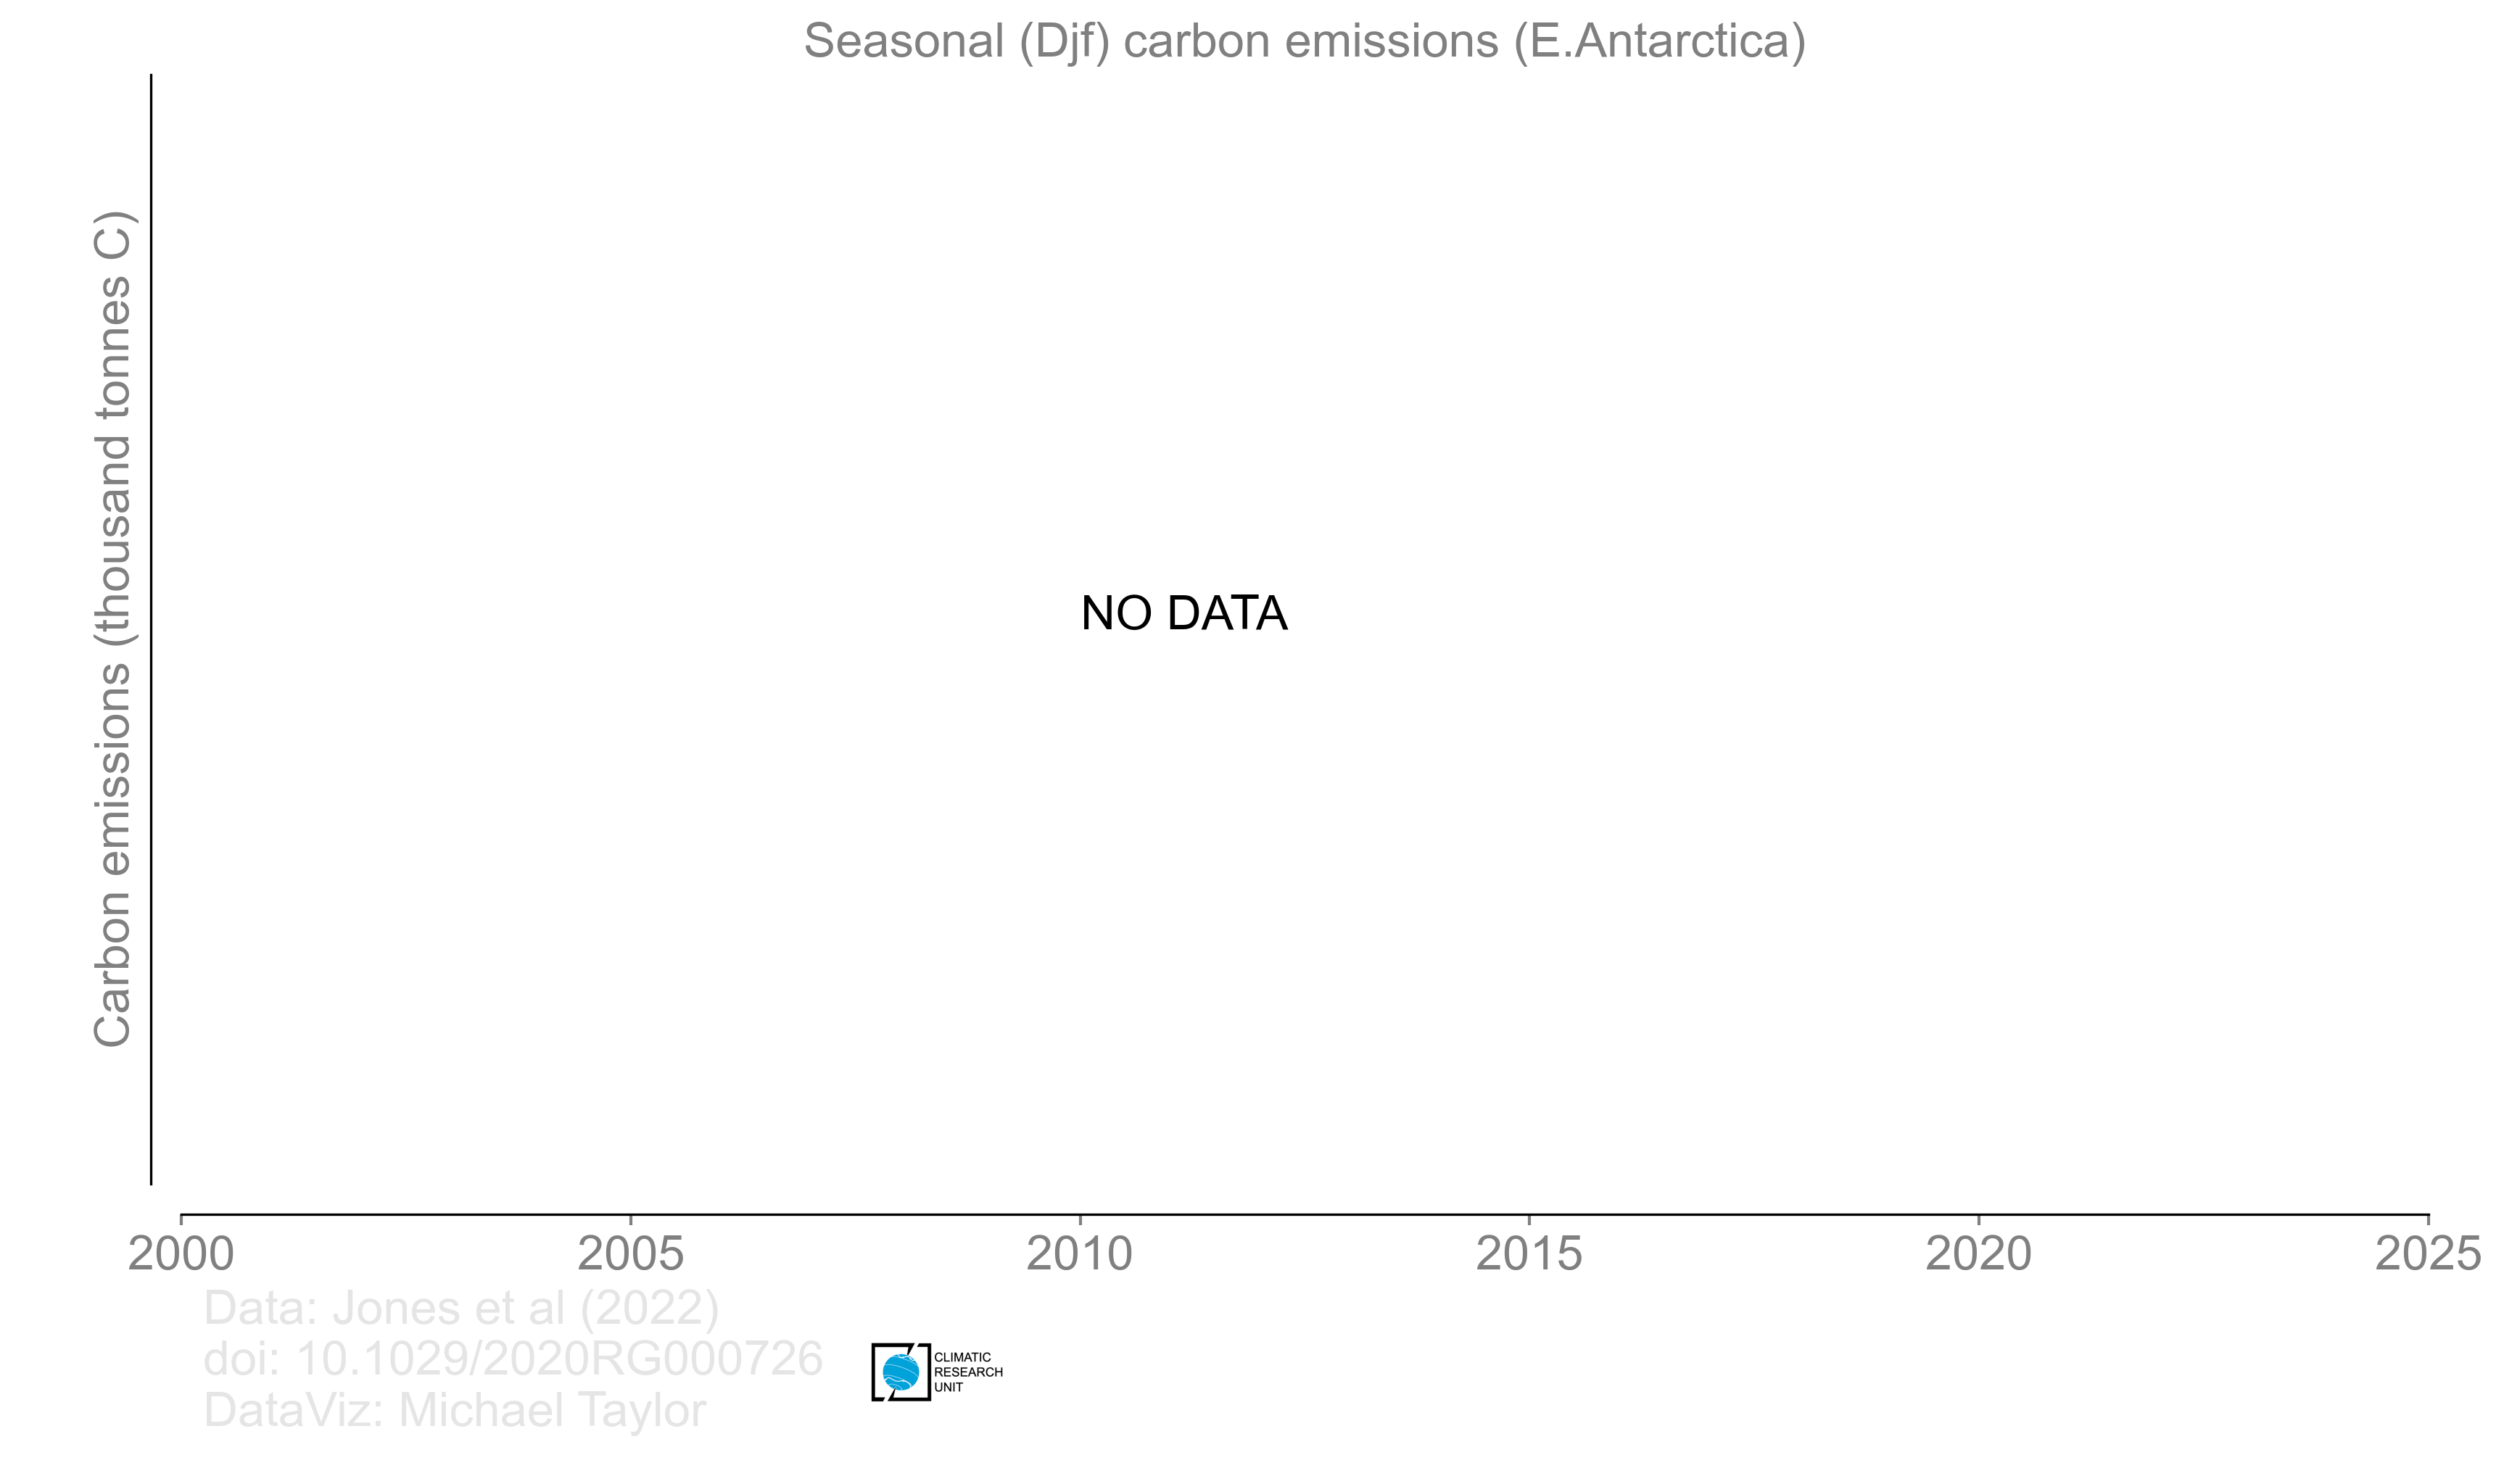 Seasonal (Djf) carbon emissions (E.Antarctica)
Carbon emissions (thousand tonnes C)
NO DATA
2000 2005 2010 2015 2020 2025
Data: Jones et al (2022)
doi: 10.1029/2020RG000726
DataViz: Michael Taylor
CLIMATIC
RESEARCH
UNIT